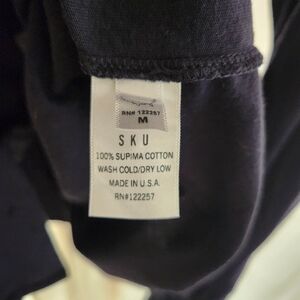 RN# 122257
M
SKU
100% SUPIMA COTTON
WASH COLD/DRY LOW
MADE IN U.S.A.
RN#122257